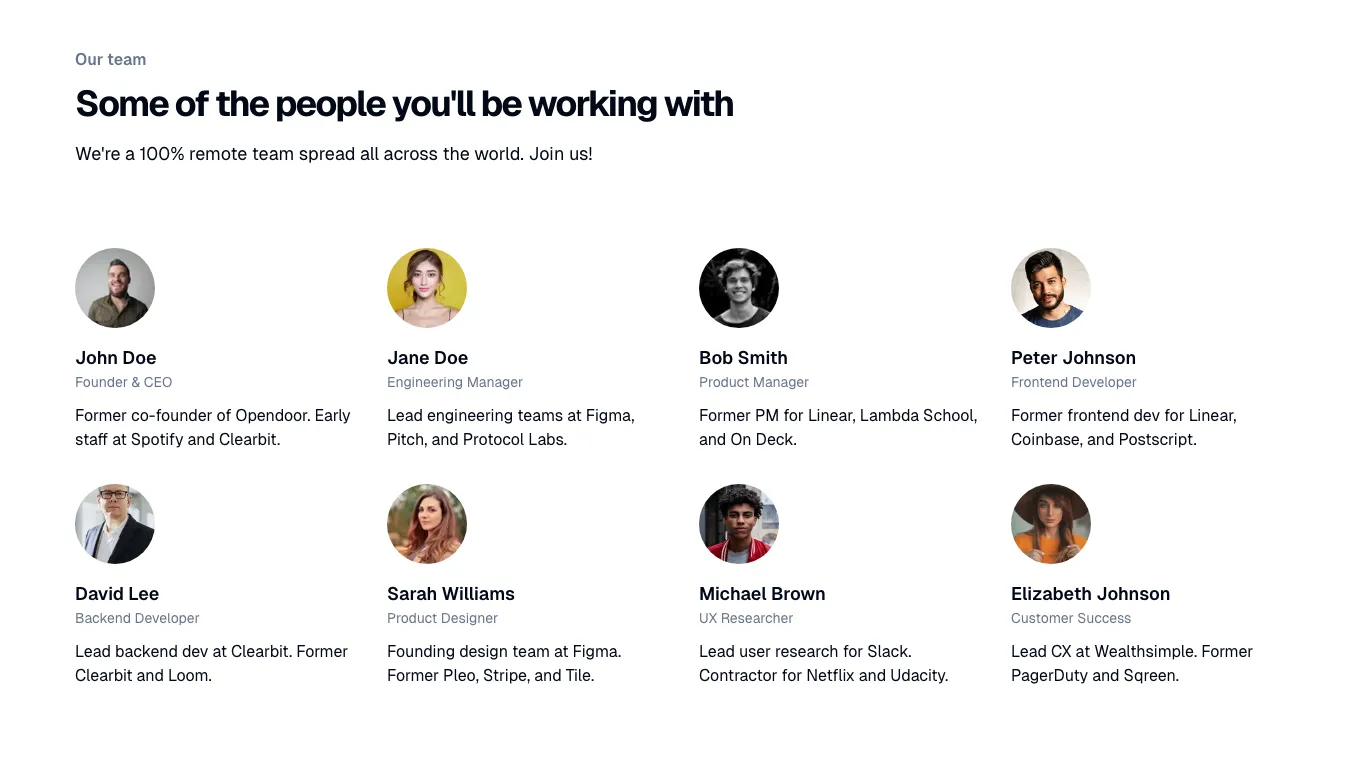 Our team
Some of the people you'll be working with
We're a 100% remote team spread all across the world. Join us!
John Doe
Founder & CEO
Former co-founder of Opendoor. Early
staff at Spotify and Clearbit.
Jane Doe
Engineering Manager
Lead engineering teams at Figma,
Pitch, and Protocol Labs.
Bob Smith
Product Manager
Former PM for Linear, Lambda School,
and On Deck.
Peter Johnson
Frontend Developer
Former frontend dev for Linear,
Coinbase, and Postscript.
David Lee
Backend Developer
Lead backend dev at Clearbit. Former
Clearbit and Loom.
Sarah Williams
Product Designer
Founding design team at Figma.
Former Pleo, Stripe, and Tile.
Michael Brown
UX Researcher
Lead user research for Slack.
Contractor for Netflix and Udacity.
Elizabeth Johnson
Customer Success
Lead CX at Wealthsimple. Former
PagerDuty and Sqreen.